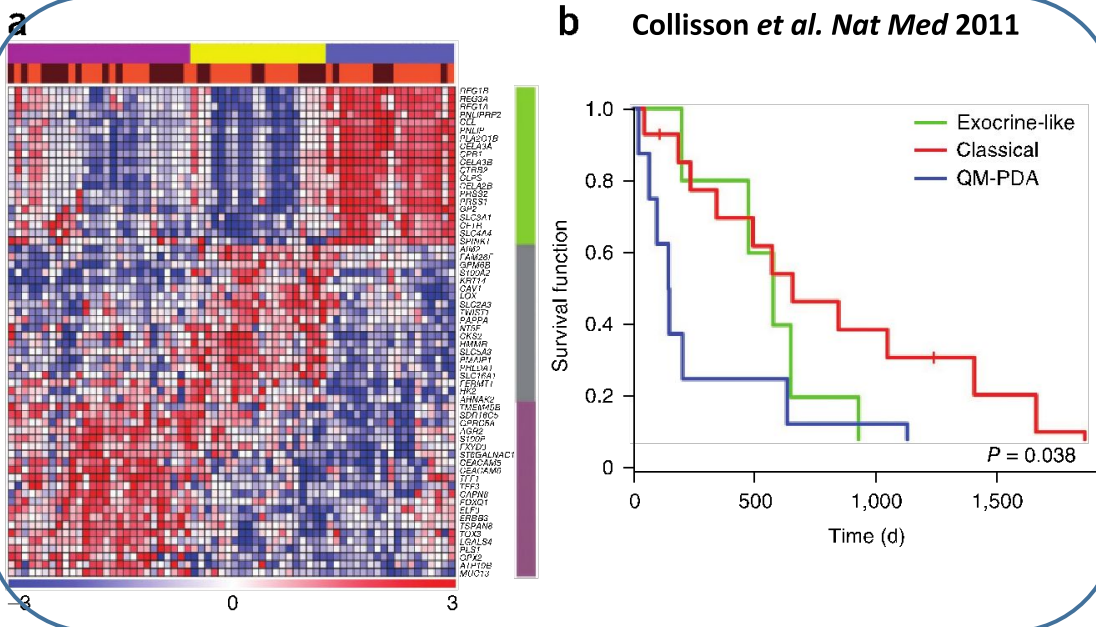 a
b Collisson et al. Nat Med 2011
REG1B
REG3A
REG1A
PNLIPRP2
CEL
PNLIP
PLA2G1B
CELA3A
CPB1
CELA3B
CTRB2
CLPS
CELA2B
PRSS2
PRSS1
GP2
SLC3A1
CFTR
SLC4A4
SPINK1
AIM2
FAM26F
GPM6B
S100A2
KRT14
CAV1
LOX
SLC2A3
TWIST1
PAPPA
NT5E
CKS2
HMMR
SLC5A3
PMAIP1
PHLDA1
SLC16A1
FERMT1
HK2
AHNAK2
TMEM45B
SDR16C5
GPRC5A
AGR2
S100P
FXYD3
ST6GALNAC1
CEACAM5
CEACAM6
TFF1
TFF3
CAPN8
FOXQ1
ELF3
ERBB3
TSPAN8
TOX3
LGALS4
PLS1
GPX2
ATP10B
MUC13
–3 0 3
Survival function
1.0
0.8
0.6
0.4
0.2
0
Exocrine-like
Classical
QM-PDA
P = 0.038
0 500 1,000 1,500
Time (d)